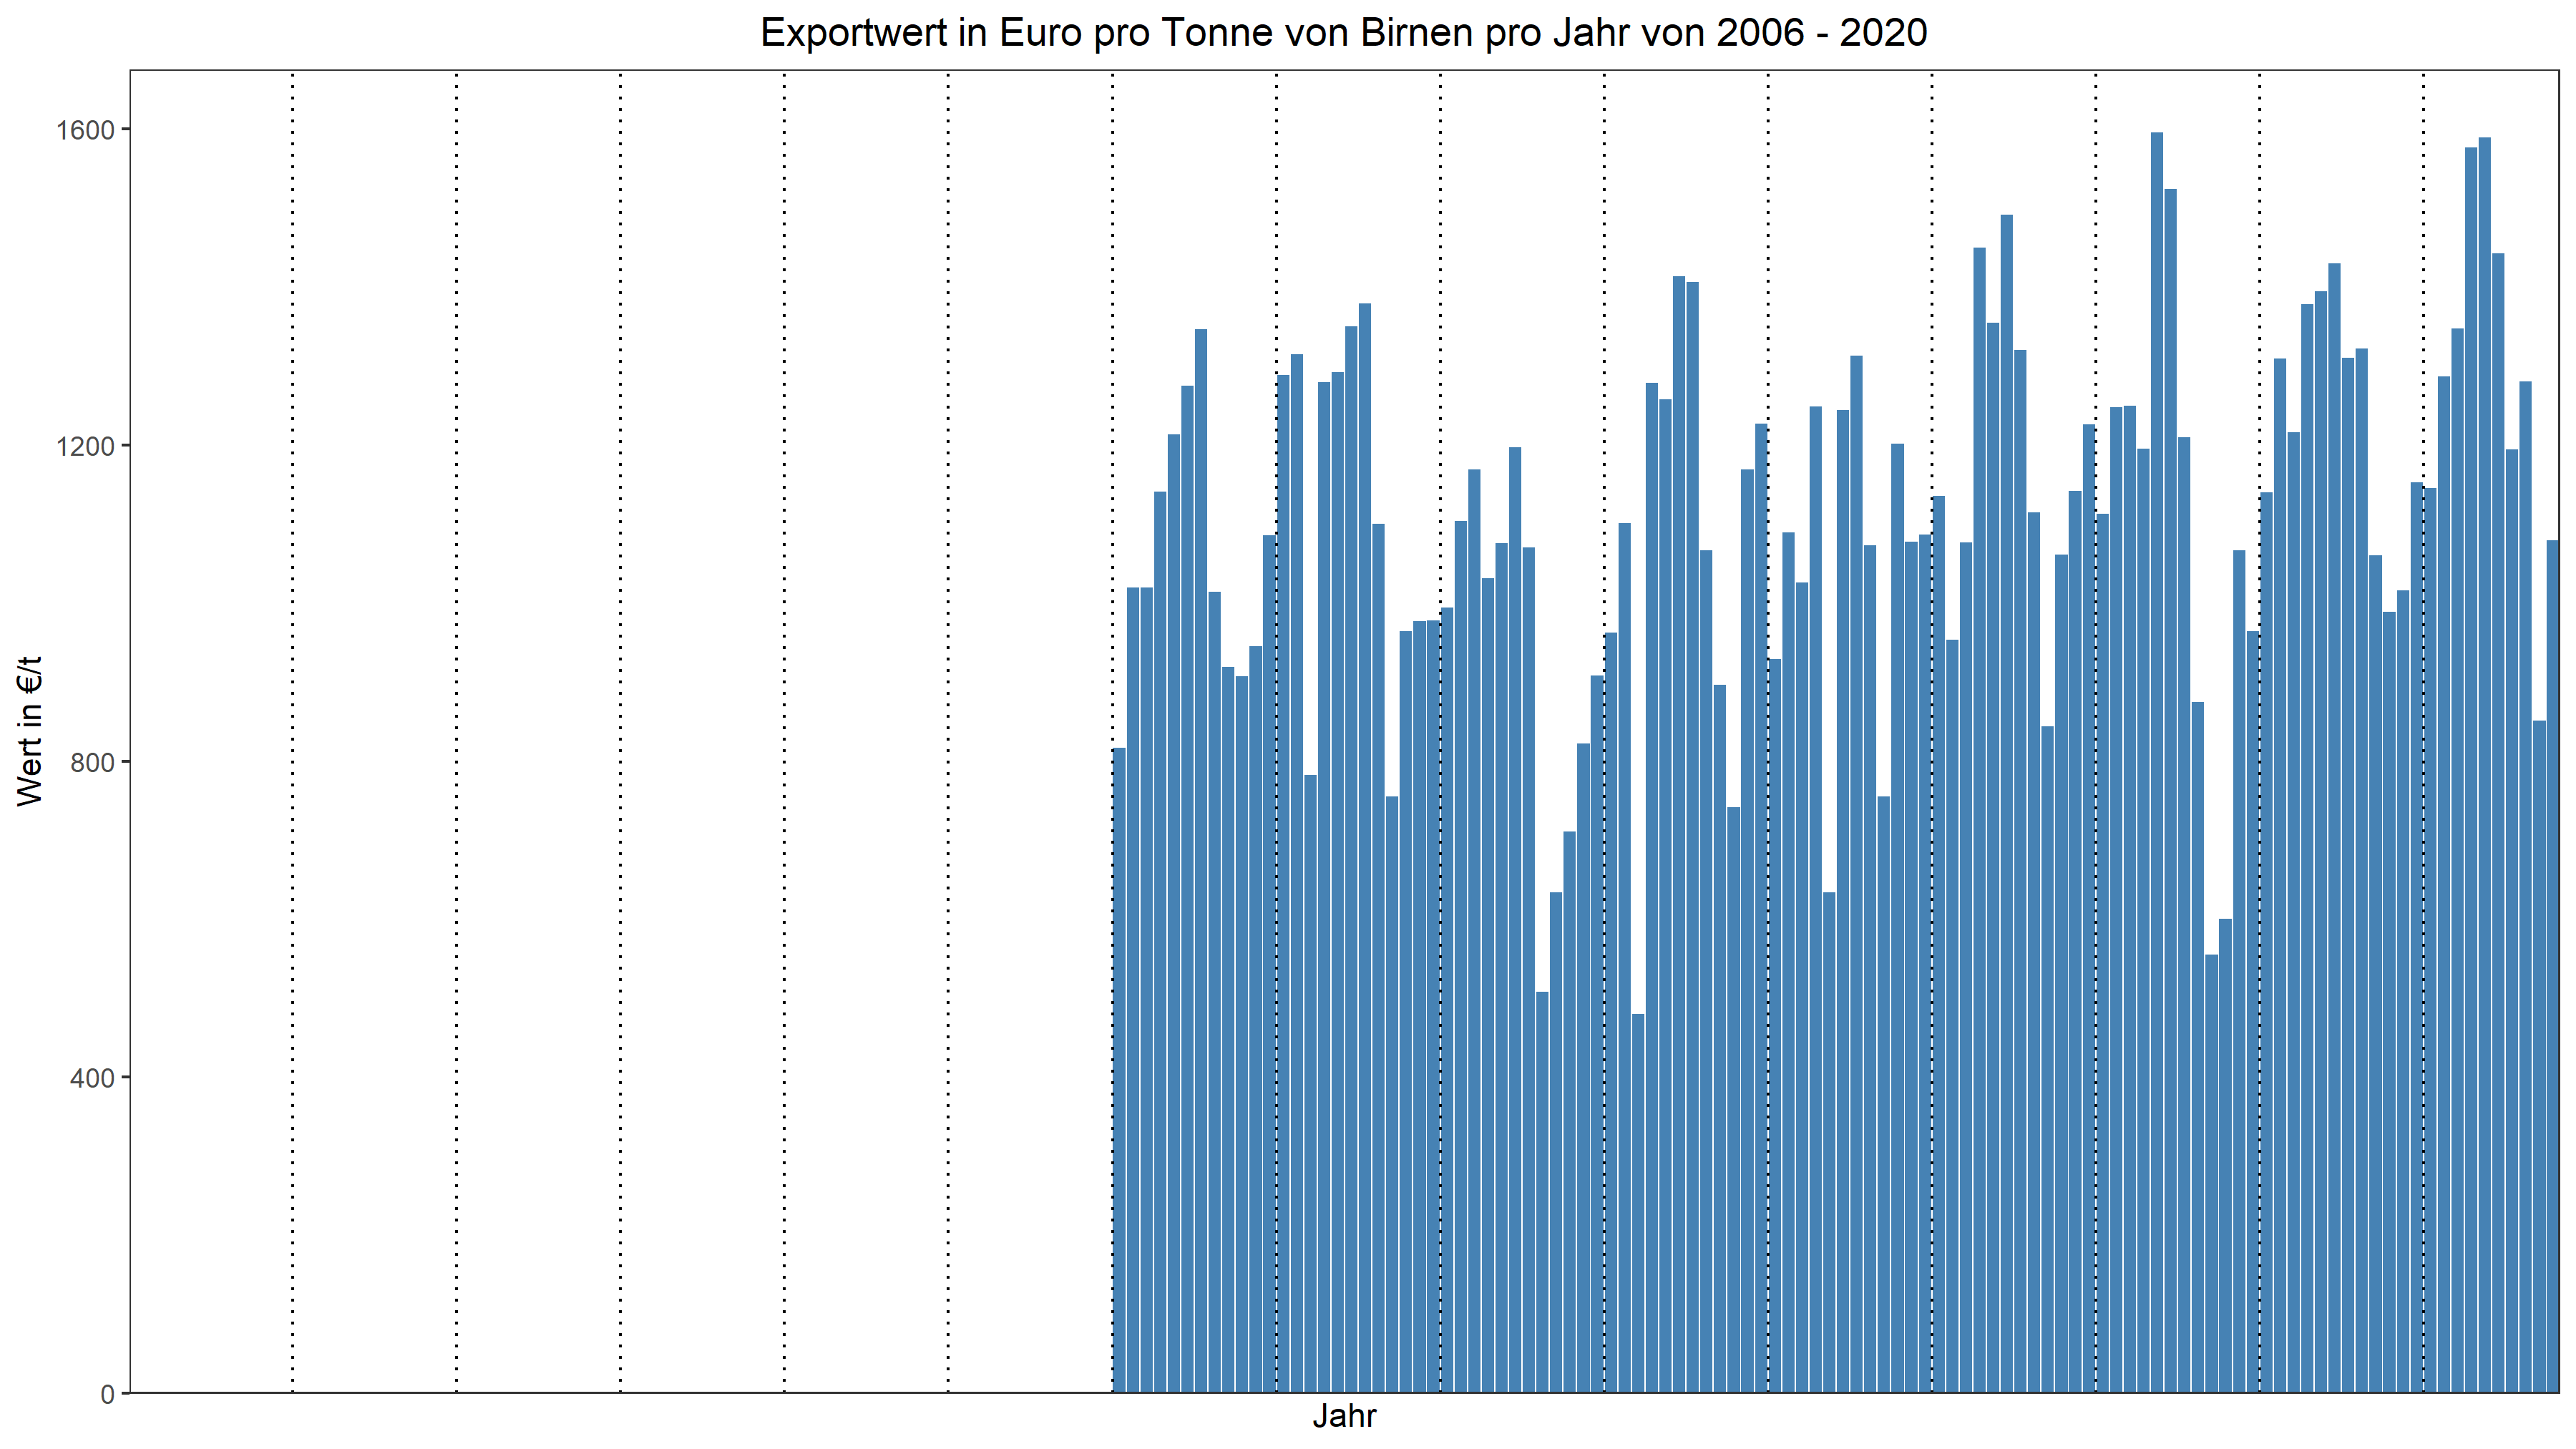 Exportwert in Euro pro Tonne von Birnen pro Jahr von 2006 - 2020
Wert in €/t
1600
1200
800
400
0
Jahr